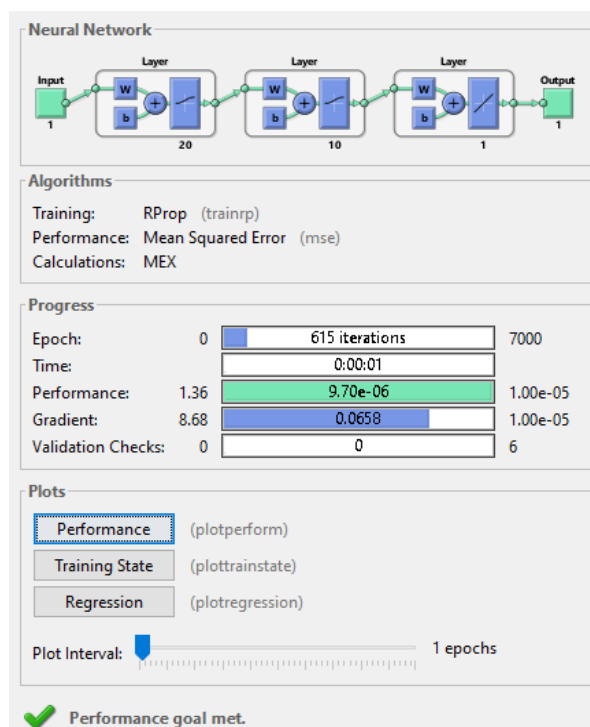 Neural Network
Layer Layer Layer
Input Output
W W W
b b b
1 20 10 1 1
Algorithms
Training: RProp (trainrp)
Performance: Mean Squared Error (mse)
Calculations: MEX
Progress
Epoch: 0 615 iterations 7000
Time: 0:00:01
Performance: 1.36 9.70e-06 1.00e-05
Gradient: 8.68 0.0658 1.00e-05
Validation Checks: 0 0 6
Plots
Performance (plotperform)
Training State (plottrainstate)
Regression (plotregression)
Plot Interval: 1 epochs
Performance goal met.